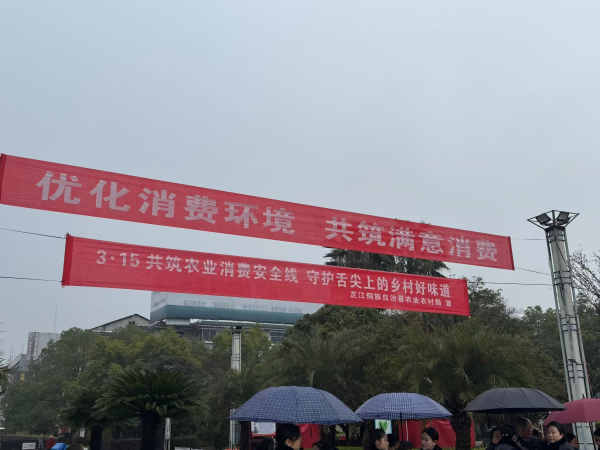 优化消费环境 共筑满意消费
3·15共筑农业消费安全线 守护舌尖上的乡村好味道
芷江侗族自治县农业农村局 宣